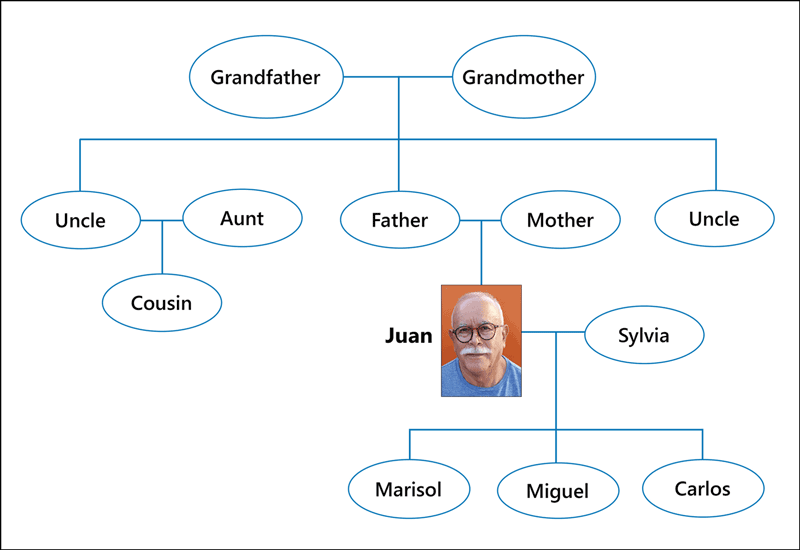 Grandfather
Grandmother
Uncle
Aunt
Father
Mother
Uncle
Cousin
Juan
Sylvia
Marisol
Miguel
Carlos